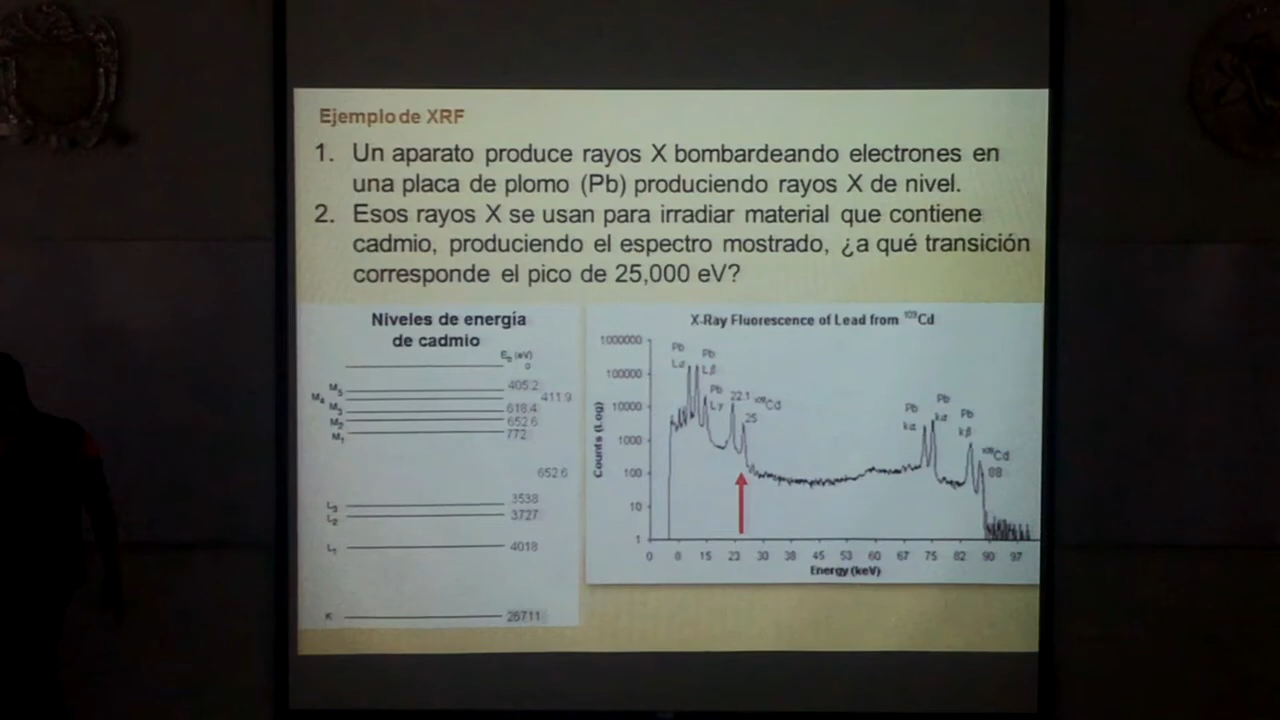 Ejemplo de XRF
1. Un aparato produce rayos X bombardeando electrones en
una placa de plomo (Pb) produciendo rayos X de nivel.
2. Esos rayos X se usan para irradiar material que contiene
cadmio, produciendo el espectro mostrado, ¿a qué transición
corresponde el pico de 25,000 eV?
Niveles de energía
de cadmio
(eV)
0
M5 405.2
M4 411.9
M3 618.4
M2 652.6
M1 772
652.6
L3 3538
L2 3727
L1 4018
K 26711
X-Ray Fluorescence of Lead from 109Cd
Counts (Log)
1000000
100000
10000
1000
100
10
1
Pb
Lα
Pb
Lβ
Pb
Lγ
22.1 109Cd
25
Pb
kα
Pb
kα
Pb
kβ
109Cd
88
0 8 15 23 30 38 45 53 60 67 75 82 90 97
Energy (keV)